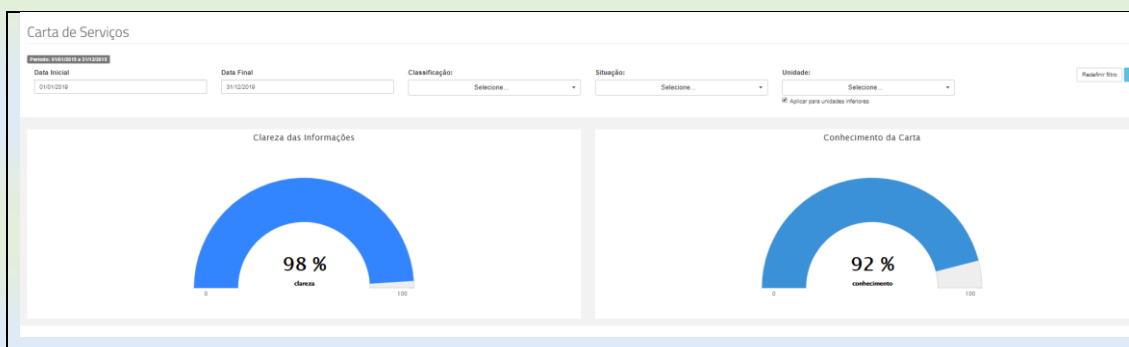 Carta de Serviços
Período: 01/01/2019 a 31/12/2019
Data Inicial
Data Final
Classificação:
Situação:
Unidade:
Redefinir filtro
01/01/2019
31/12/2019
Selecione...
Selecione...
Selecione...
Aplicar para unidades inferiores
Clareza das Informações
Conhecimento da Carta
98 %
clareza
0
100
92 %
conhecimento
0
100